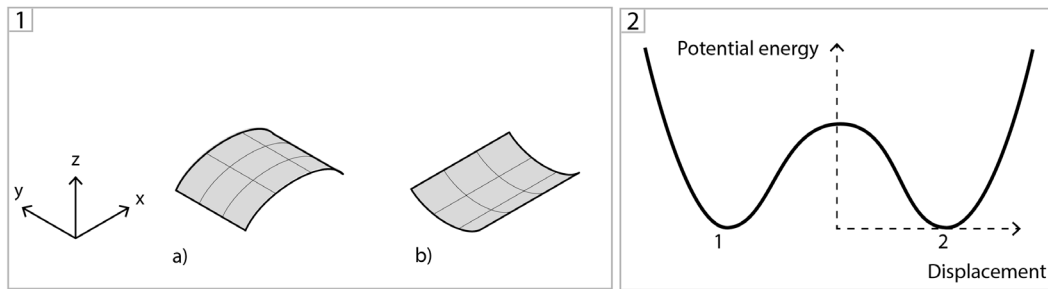 1
z
y
x
a)
b)
2
Potential energy
1
2
Displacement